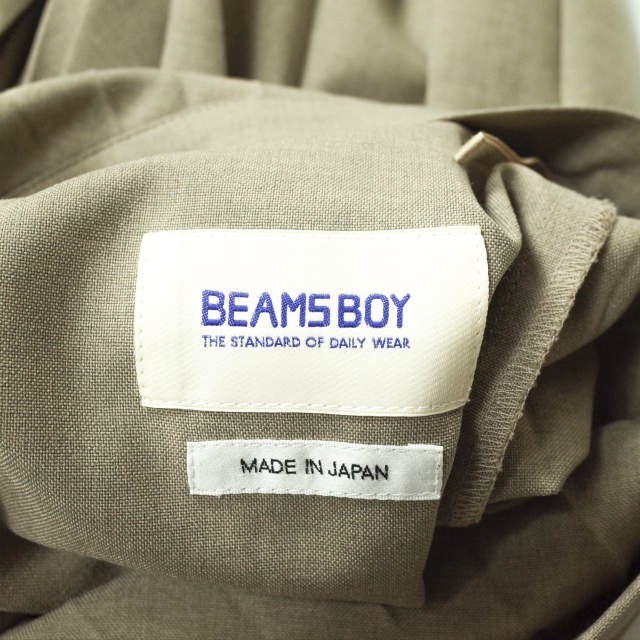 BEAMS BOY
THE STANDARD OF DAILY WEAR
MADE IN JAPAN